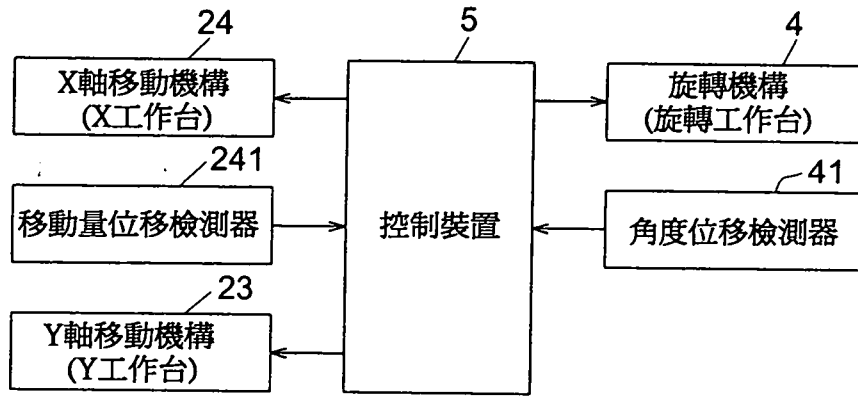 24
X軸移動機構
(X工作台)
241
移動量位移檢測器
23
Y軸移動機構
(Y工作台)
5
控制裝置
4
旋轉機構
(旋轉工作台)
41
角度位移檢測器